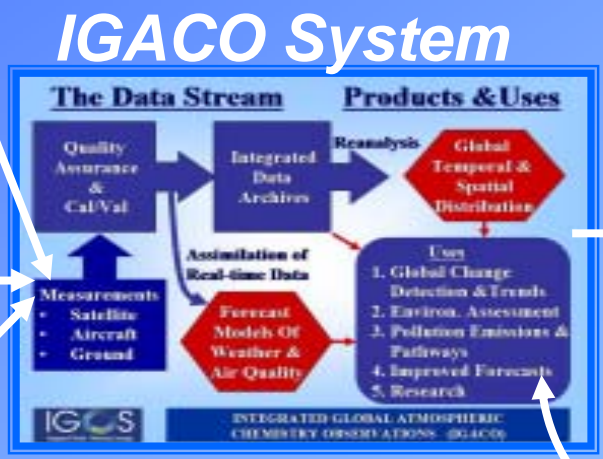 IGACO System
The Data Stream
Products & Uses
Quality
Assurance
&
Cal/Val
Integrated
Data
Archives
Reanalysis
Global
Temporal &
Spatial
Distribution
Assimilation of
Real-time Data
Measurements
• Satellite
• Aircraft
• Ground
Forecast
Models Of
Weather &
Air Quality
Uses
1. Global Change
Detection & Trends
2. Environ. Assessment
3. Pollution Emissions &
Pathways
4. Improved Forecasts
5. Research
IGOS
INTEGRATED GLOBAL ATMOSPHERIC
CHEMISTRY OBSERVATIONS (IGACO)